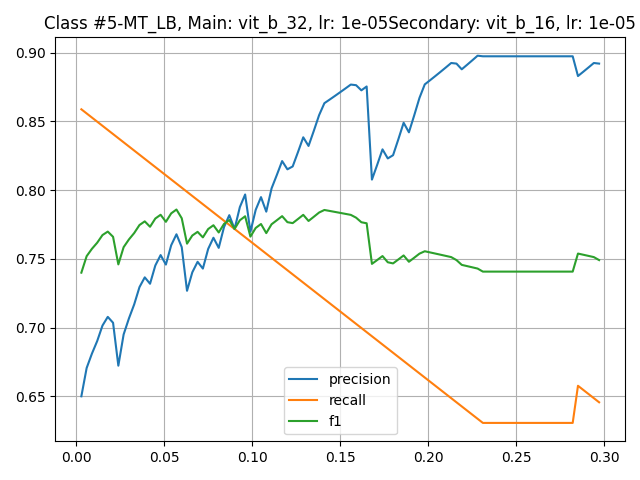 Class #5-MT_LB, Main: vit_b_32, lr: 1e-05Secondary: vit_b_16, lr: 1e-05
0.90
0.85
0.80
0.75
0.70
0.65
precision
recall
f1
0.00 0.05 0.10 0.15 0.20 0.25 0.30